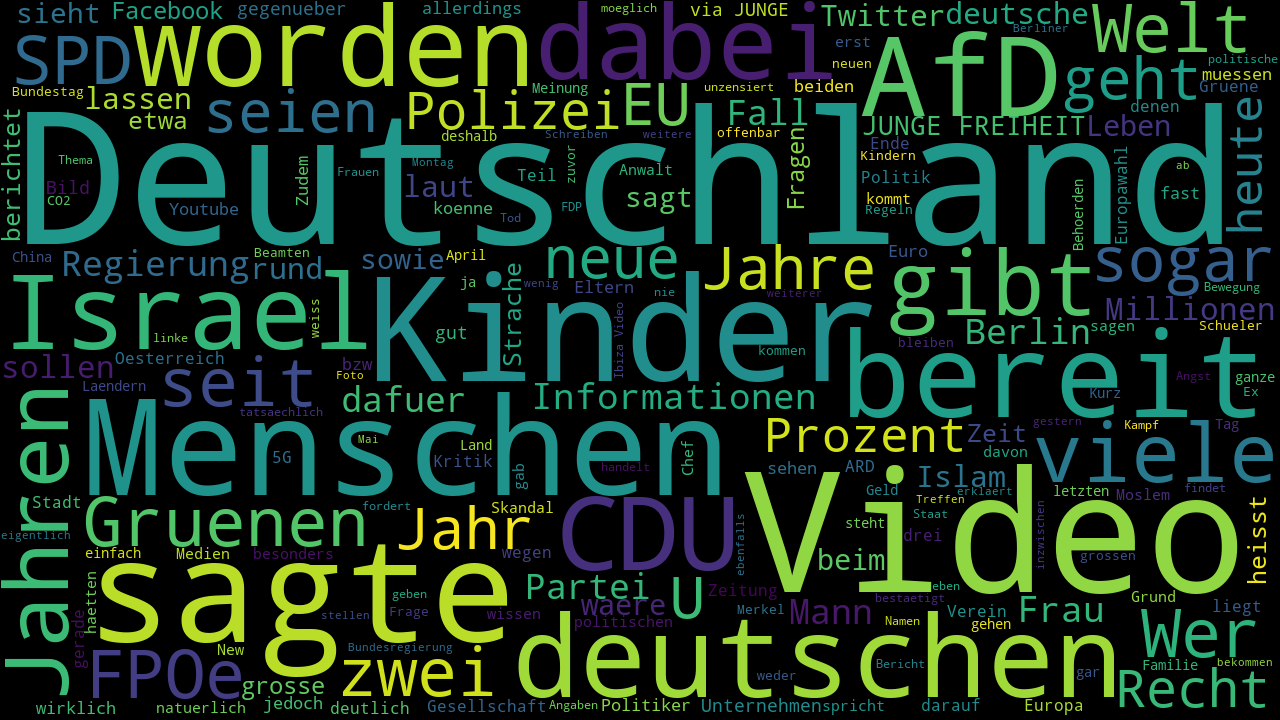 sieht Facebook gegenueber allerdings moeglich via JUNGE Twitter deutsche Berliner Welt
SPD worden dabei erst AfD geht politische
neuen muessen
Bundestag lassen seien Polizei Meinung EU unzensiert beiden Fall denen Gruene
etwa deshalb Schreiben weitere offenbar JUNGE FREIHEIT Leben heute
berichtet Deutschland
Thema Zudem Frauen Montag zuvor Anwalt Fragen Ende Kindern ab
Bild laut Teil sagt Politik Behoerden Europawahl fast
CO2 Youtube koenne Tod FDP kommt Regeln
China Regierung rund Beamten sowie April neue Jahre Euro gibt sogar
Israel ja wenig Eltern nie weiterer Bewegung
weiss Kinder Strache Ibiza Video gut Millionen
linke Berlin sagen Schueler
sollen Oesterreich bzw kommen bleiben bereit
Laendern seit Foto Angst ganze
tatsaechlich dafuer Informationen Kurz Ex
Jahren Menschen Mai Land Prozent Zeit gestern Kampf Tag
5G Kritik gab handelt Chef davon viele
sehen ARD Islam
Stadt Gruenen fordert Skandal CDU Video Geld erklaert letzten Moslem findet
Jahr Treffen Staat
eigentlich steht drei inzwischen grossen heisst
einfach Medien besonders wegen ebenfalls beim
haetten sagte Partei U Zeitung leben
geben bestaetigt Grund
gerade stellen Frage wissen waere Merkel Mann Verein Frau liegt
politischen Namen gehen Wer
New Bundesregierung deutschen
FPOe zwei Bericht Familie bekommen
grosse weder gar Recht
wirklich natuerlich jedoch deutlich Gesellschaft Angaben Politiker Unternehmen spricht darauf Europa